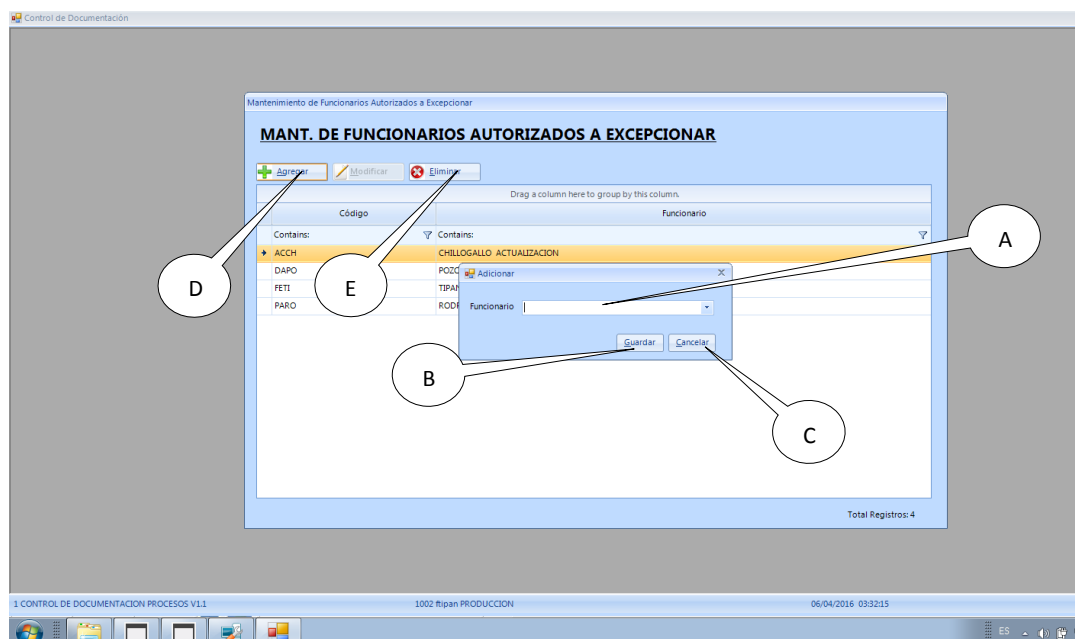 Control de Documentación
Mantenimiento de Funcionarios Autorizados a Excepcionar
MANT. DE FUNCIONARIOS AUTORIZADOS A EXCEPCIONAR
Agregar Modificar Eliminar
Drag a column here to group by this column.
Código Funcionario
Contains: Contains:
A
ACCH CHILLOGALLO ACTUALIZACION
DAPO POZO
Adicionar
D
E
FETI TIPAN
PARO RODR
Funcionario
Guardar Cancelar
B
C
Total Registros: 4
1 CONTROL DE DOCUMENTACION PROCESOS V1.1 1002 ftipan PRODUCCION 06/04/2016 03:32:15
ES